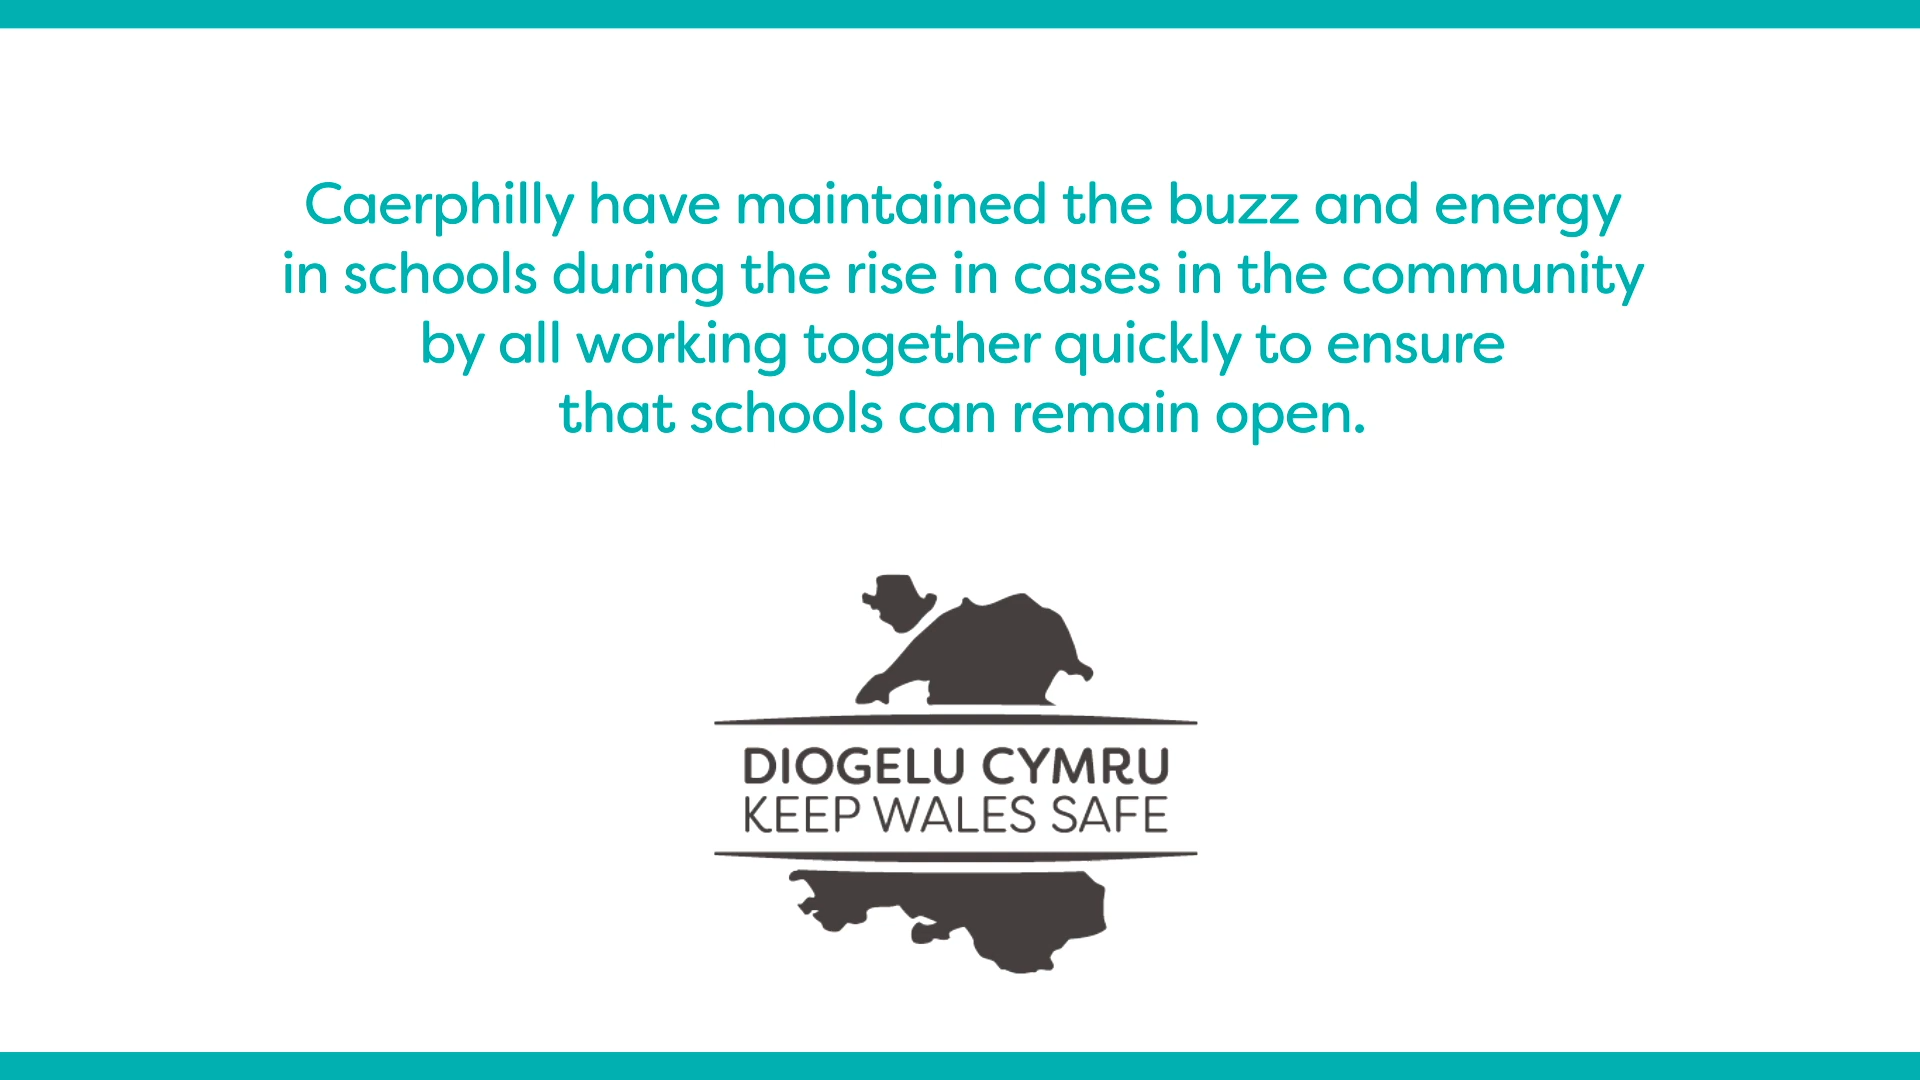 Caerphilly have maintained the buzz and energy
in schools during the rise in cases in the community
by all working together quickly to ensure
that schools can remain open.
DIOGELU CYMRU
KEEP WALES SAFE